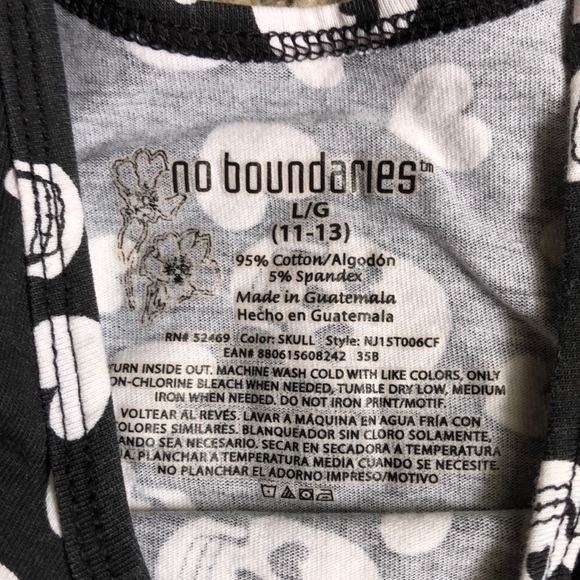 no boundaries™
L/G
(11-13)
95% Cotton/Algodón
5% Spandex
Made in Guatemala
Hecho en Guatemala
RN# 52469 Color: SKULL Style: NJ15T006CF
EAN# 880615608242 35B
TURN INSIDE OUT. MACHINE WASH COLD WITH LIKE COLORS, ONLY
NON-CHLORINE BLEACH WHEN NEEDED, TUMBLE DRY LOW, MEDIUM
IRON WHEN NEEDED. DO NOT IRON PRINT/MOTIF.
VOLTEAR AL REVÉS. LAVAR A MÁQUINA EN AGUA FRÍA CON
COLORES SIMILARES. BLANQUEADOR SIN CLORO SOLAMENTE,
CUANDO SEA NECESARIO. SECAR EN SECADORA A TEMPERATURA
PLANCHAR A TEMPERATURA MEDIA CUANDO SE NECESITE.
NO PLANCHAR EL ADORNO IMPRESO/MOTIVO